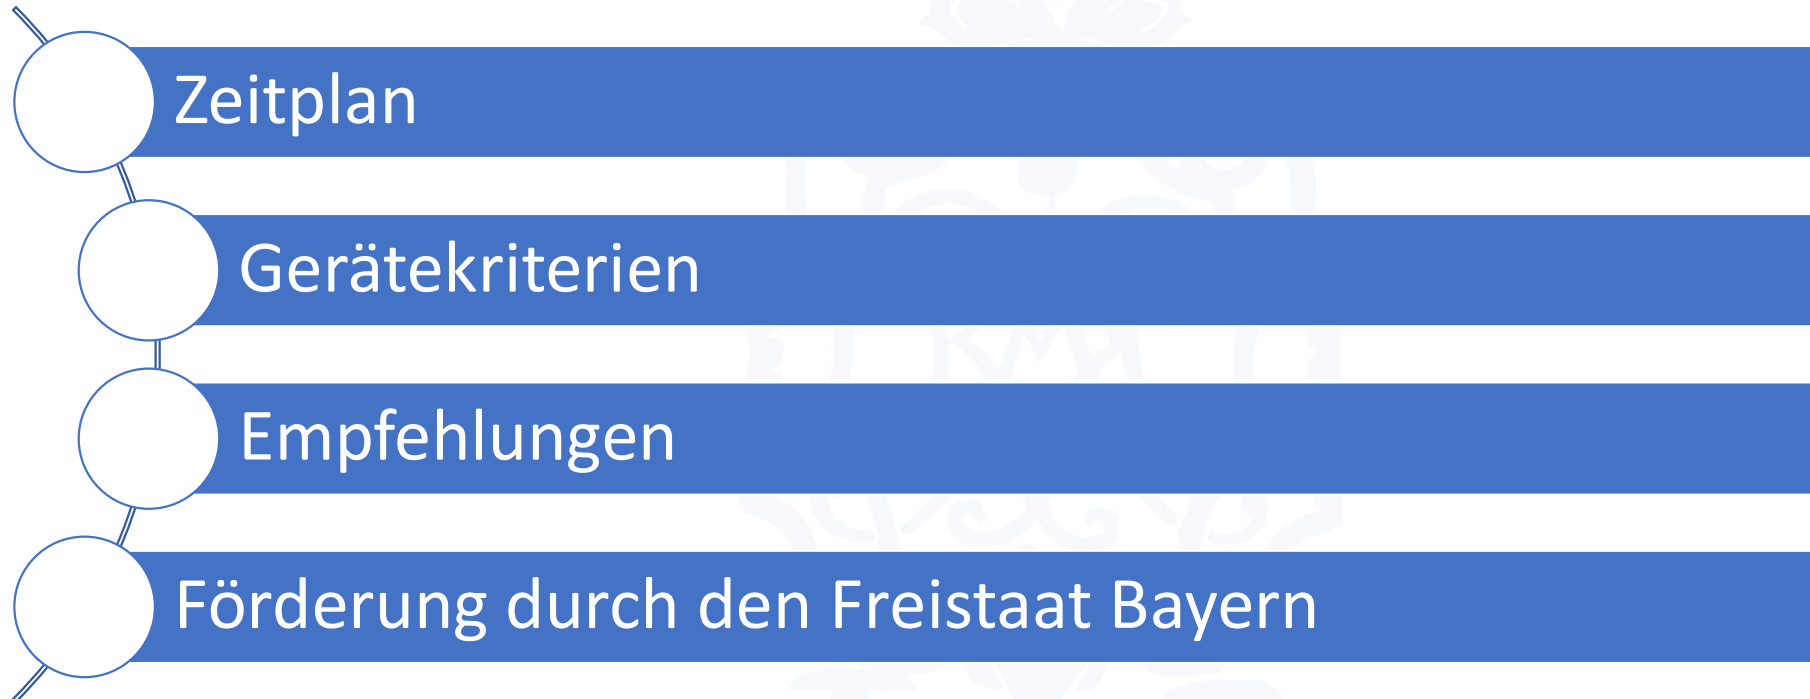 Zeitplan
Gerätekriterien
Empfehlungen
Förderung durch den Freistaat Bayern